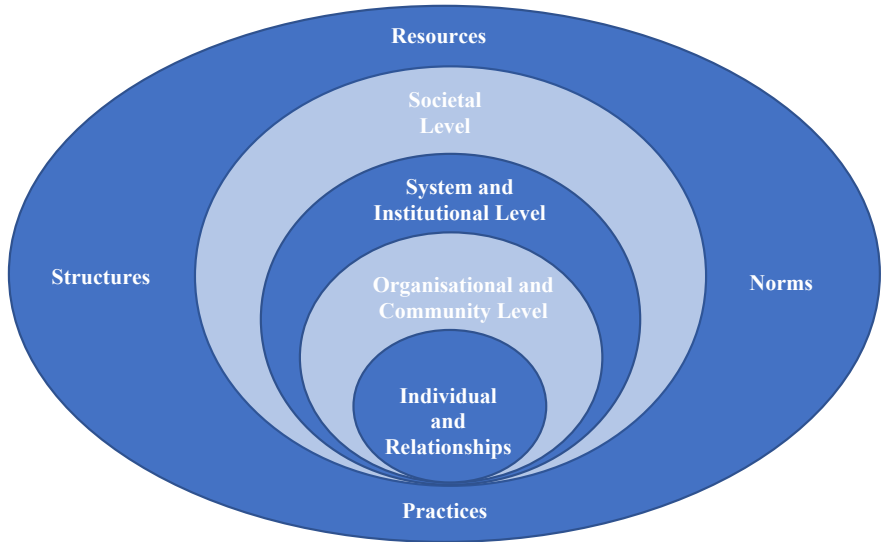 Resources
Societal
Level
System and
Institutional Level
Structures
Norms
Organisational and
Community Level
Individual
and
Relationships
Practices